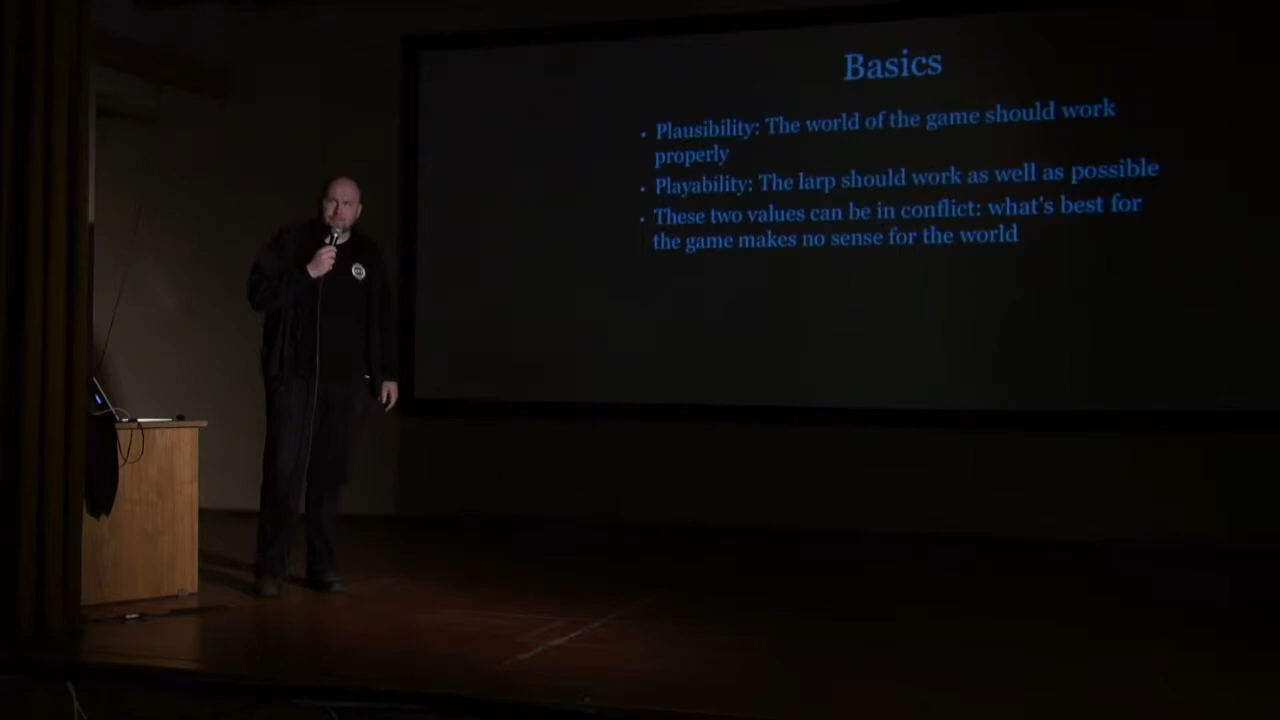 Basics
• Plausibility: The world of the game should work
properly
• Playability: The larp should work as well as possible
• These two values can be in conflict: what's best for
the game makes no sense for the world